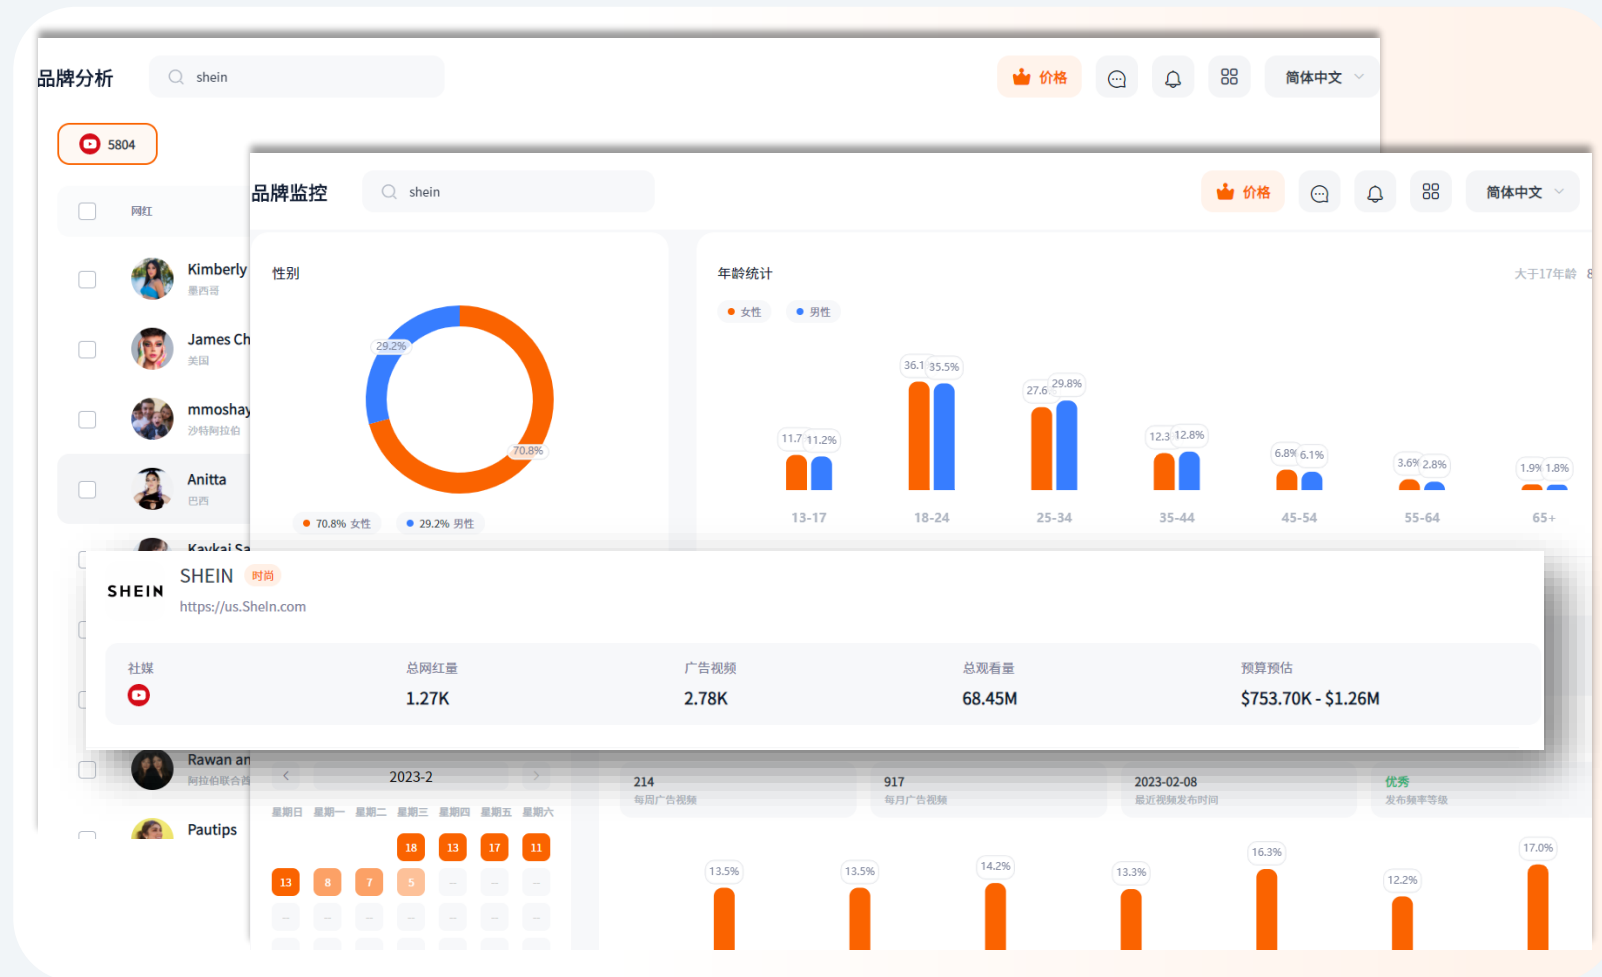 品牌分析
shein
价格
简体中文
5804
网红
Kimberly
墨西哥
James Ch
美国
mmoshay
沙特阿拉伯
Anitta
巴西
Kaykai Sa
Rawan an
阿拉伯联合酋
Pautips
品牌监控
shein
价格
简体中文
性别
29.2%
70.8%
70.8% 女性
29.2% 男性
年龄统计
大于17年龄 8
女性
男性
11.7 11.2%
36.1 35.5%
27.6 29.8%
12.3 12.8%
6.8% 6.1%
3.6% 2.8%
1.9% 1.8%
13-17 18-24 25-34 35-44 45-54 55-64 65+
SHEIN
SHEIN 时尚
https://us.SheIn.com
社媒 总网红量 广告视频 总观看量 预算预估
1.27K 2.78K 68.45M $753.70K - $1.26M
2023-2
星期日 星期一 星期二 星期三 星期四 星期五 星期六
18 13 17 11
13 8 7 5 -- -- --
-- -- -- -- -- -- --
214 917 2023-02-08 优秀
每周广告视频 每月广告视频 最近视频发布时间 发布频率等级
13.5% 13.5% 14.2% 13.3% 16.3% 12.2% 17.0%